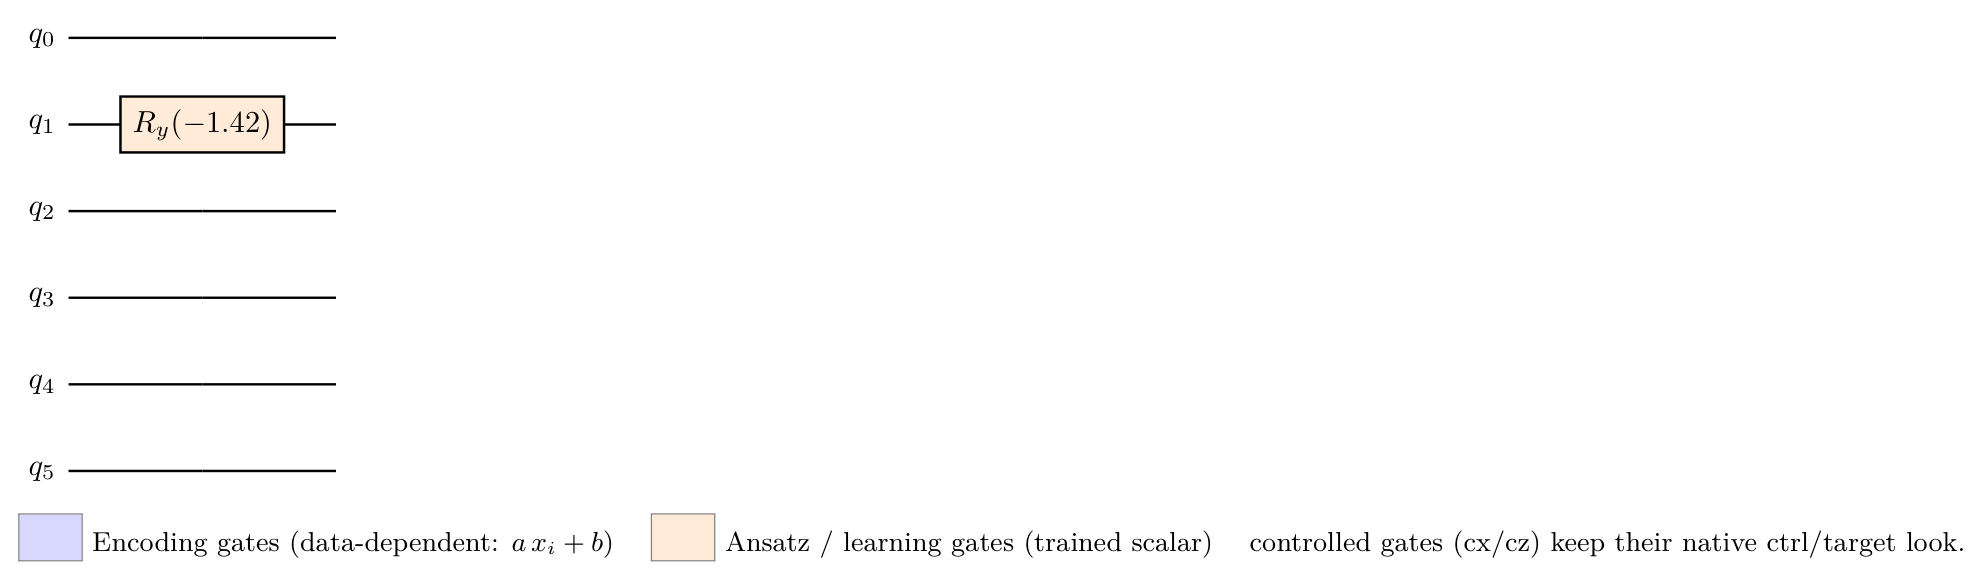 q0
q1 Ry(−1.42)
q2
q3
q4
q5
Encoding gates (data-dependent: a xi + b) Ansatz / learning gates (trained scalar) controlled gates (cx/cz) keep their native ctrl/target look.